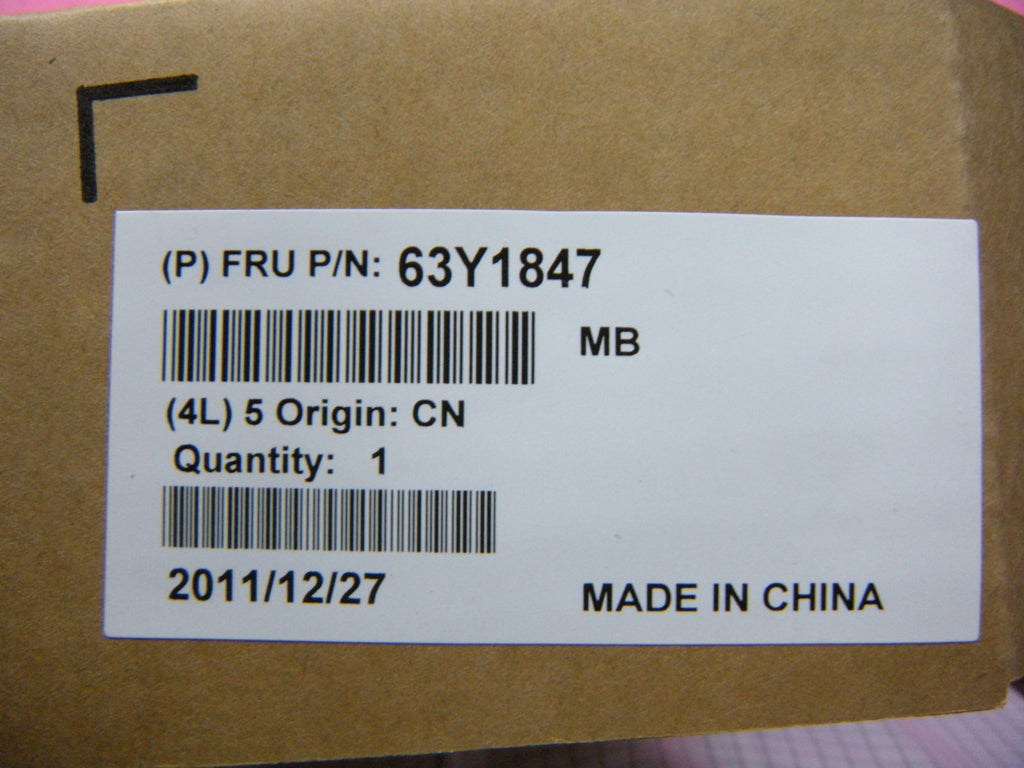 (P) FRU P/N: 63Y1847
MB
(4L) 5 Origin: CN
Quantity: 1
2011/12/27
MADE IN CHINA